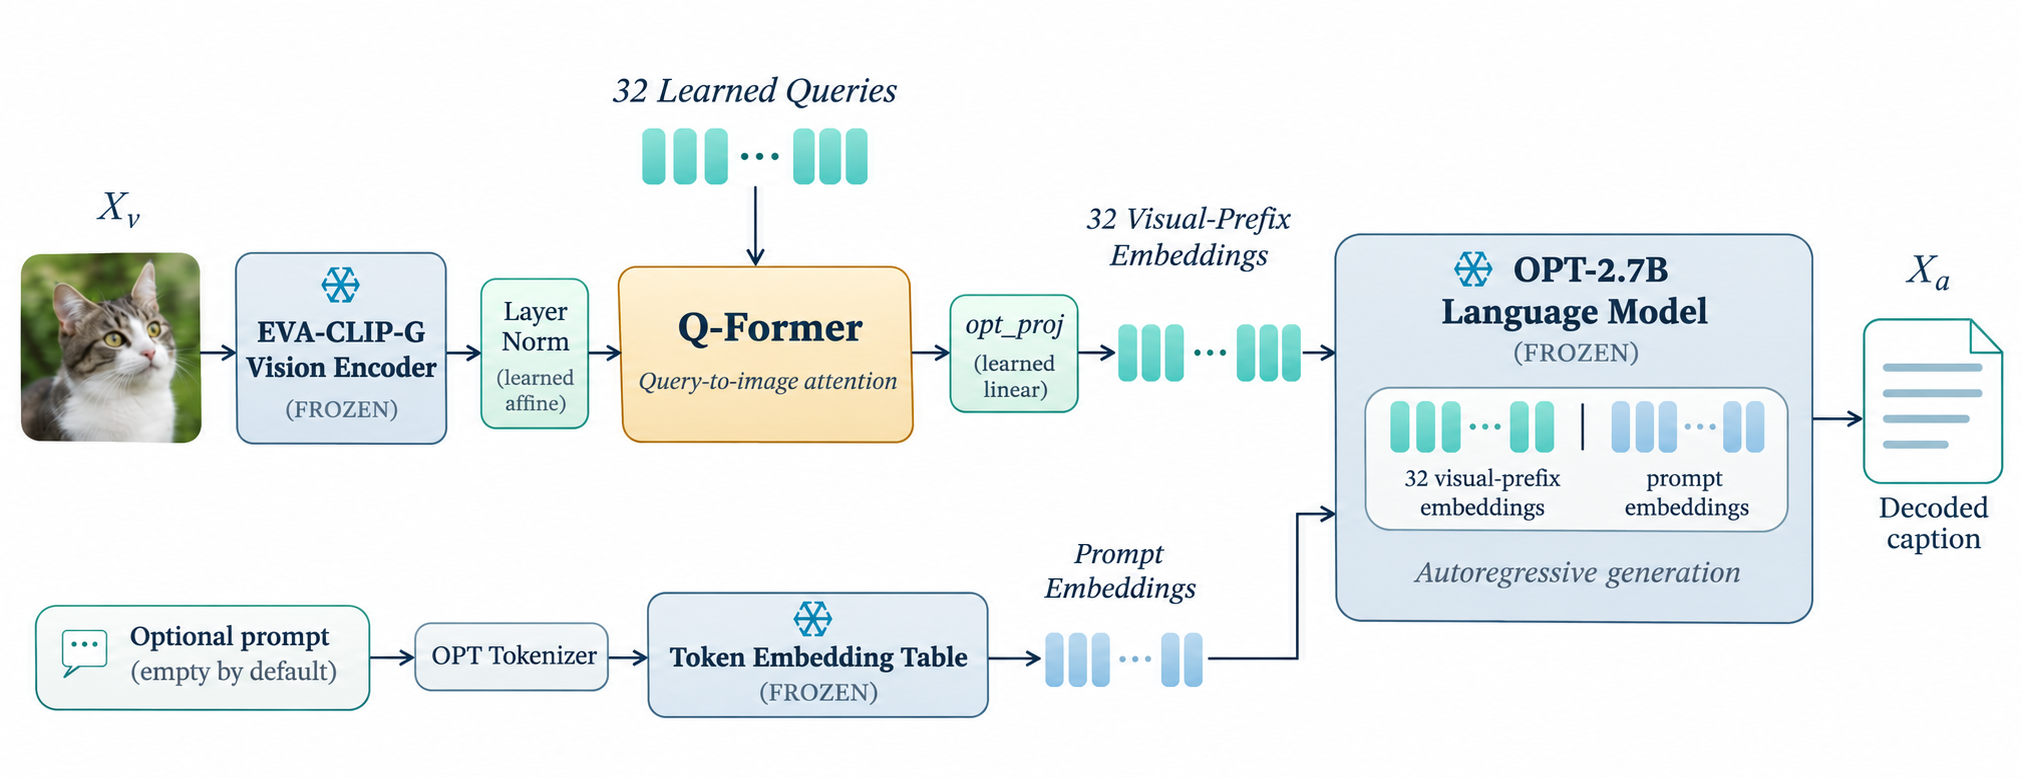 32 Learned Queries
X_v
EVA-CLIP-G
Vision Encoder
(FROZEN)
Layer
Norm
(learned
affine)
Q-Former
Query-to-image attention
opt_proj
(learned
linear)
32 Visual-Prefix
Embeddings
OPT-2.7B
Language Model
(FROZEN)
32 visual-prefix
embeddings
prompt
embeddings
Autoregressive generation
X_a
Decoded
caption
Optional prompt
(empty by default)
OPT Tokenizer
Token Embedding Table
(FROZEN)
Prompt
Embeddings